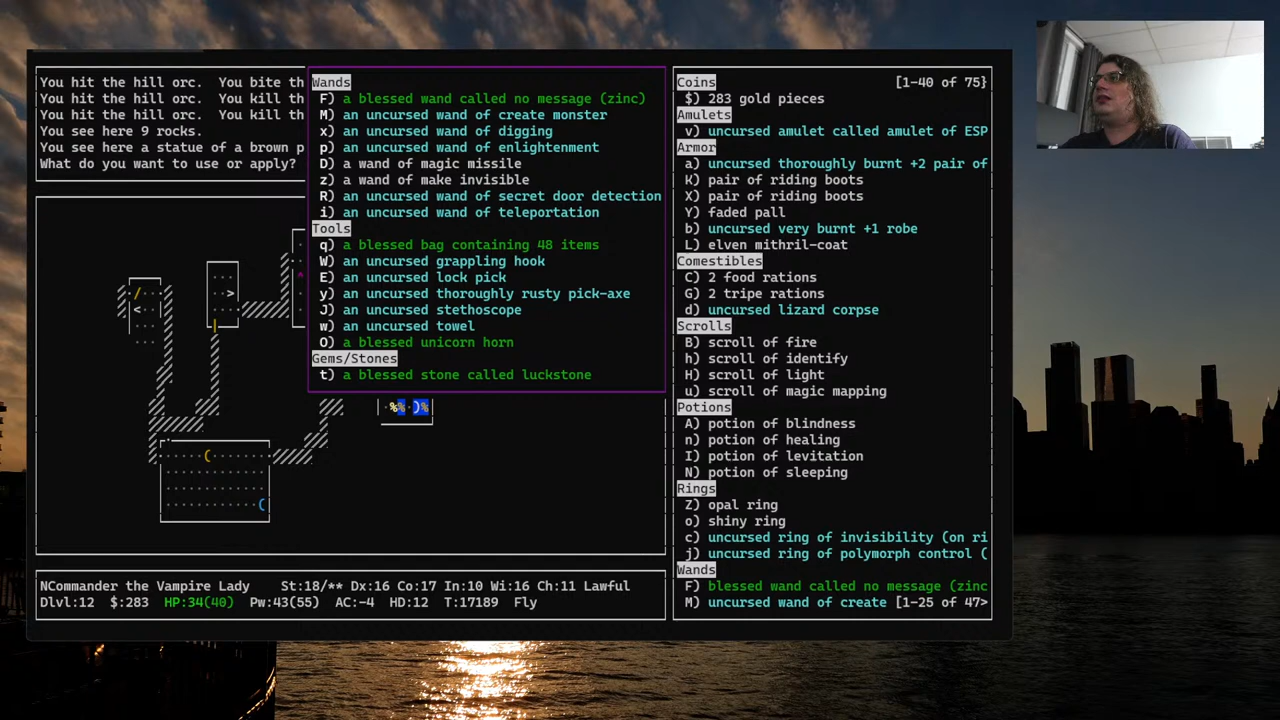 You hit the hill orc.  You bite th
You hit the hill orc.  You kill th
You hit the hill orc.  You kill th
You see here 9 rocks.
You see here a statue of a brown p
What do you want to use or apply?
Wands
F) a blessed wand called no message (zinc)
M) an uncursed wand of create monster
x) an uncursed wand of digging
p) an uncursed wand of enlightenment
D) a wand of magic missile
z) a wand of make invisible
R) an uncursed wand of secret door detection
i) an uncursed wand of teleportation
Tools
q) a blessed bag containing 48 items
W) an uncursed grappling hook
E) an uncursed lock pick
y) an uncursed thoroughly rusty pick-axe
J) an uncursed stethoscope
w) an uncursed towel
O) a blessed unicorn horn
Gems/Stones
t) a blessed stone called luckstone
Coins [1-40 of 75}
$) 283 gold pieces
Amulets
v) uncursed amulet called amulet of ESP
Armor
a) uncursed thoroughly burnt +2 pair of
K) pair of riding boots
X) pair of riding boots
Y) faded pall
b) uncursed very burnt +1 robe
L) elven mithril-coat
Comestibles
C) 2 food rations
G) 2 tripe rations
d) uncursed lizard corpse
Scrolls
B) scroll of fire
h) scroll of identify
H) scroll of light
u) scroll of magic mapping
Potions
A) potion of blindness
n) potion of healing
I) potion of levitation
N) potion of sleeping
Rings
Z) opal ring
o) shiny ring
c) uncursed ring of invisibility (on ri
j) uncursed ring of polymorph control (
Wands
F) blessed wand called no message (zinc
M) uncursed wand of create [1-25 of 47>
NCommander the Vampire Lady    St:18/** Dx:16 Co:17 In:10 Wi:16 Ch:11 Lawful
Dlvl:12  $:283  HP:34(40)  Pw:43(55)  AC:-4  HD:12  T:17189  Fly